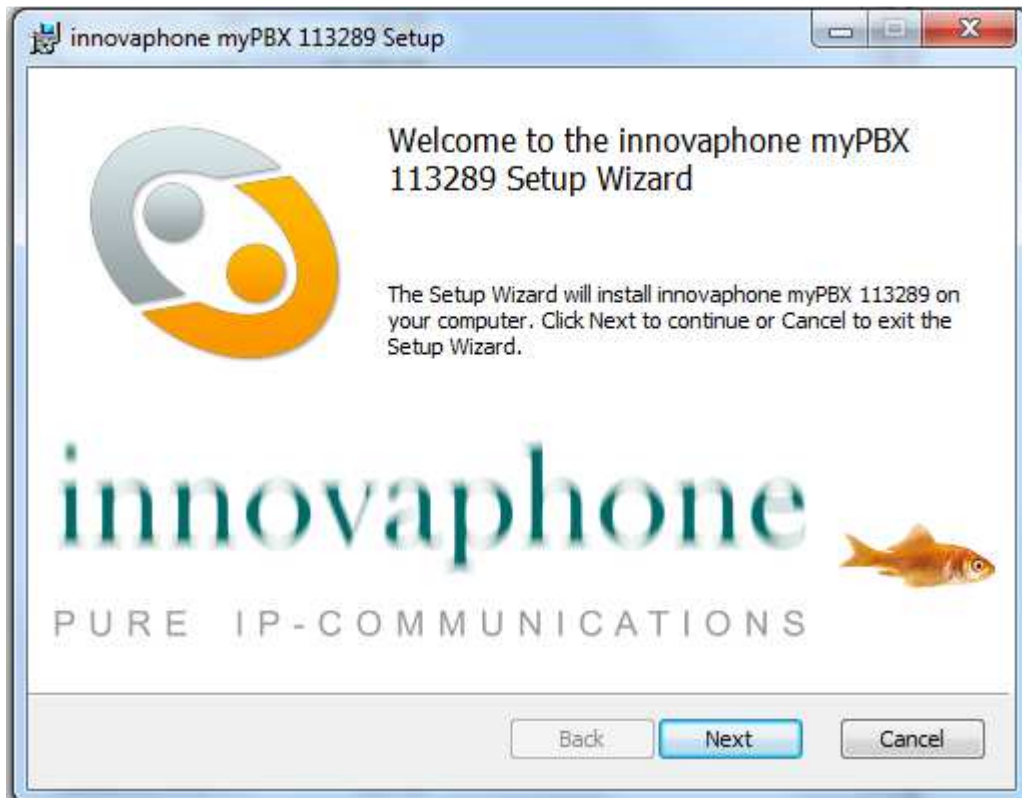 innovaphone myPBX 113289 Setup
Welcome to the innovaphone myPBX
113289 Setup Wizard
The Setup Wizard will install innovaphone myPBX 113289 on
your computer. Click Next to continue or Cancel to exit the
Setup Wizard.
innovaphone
PURE IP-COMMUNICATIONS
Back
Next
Cancel